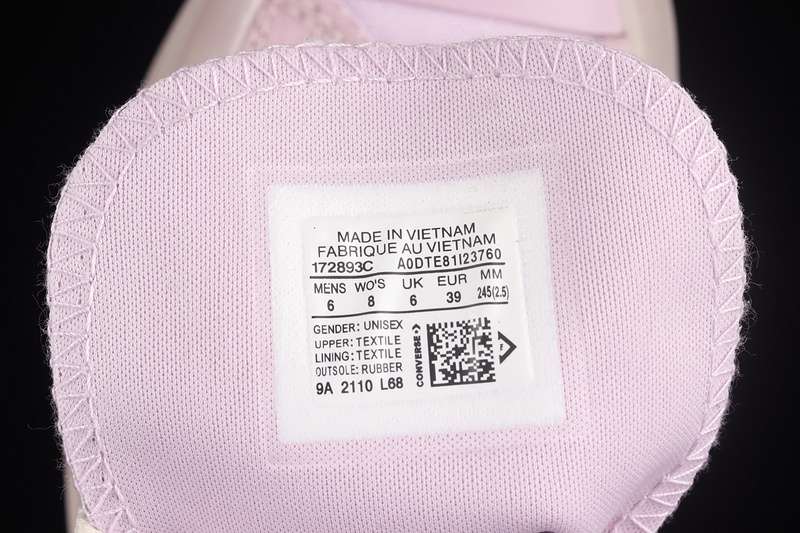 MADE IN VIETNAM
FABRIQUE AU VIETNAM
172893C A0DTE81I23760
MENS WO'S UK EUR MM
6 8 6 39 245(2.5)
GENDER: UNISEX
UPPER: TEXTILE
LINING: TEXTILE
OUTSOLE: RUBBER
9A 2110 L68
CONVERSE